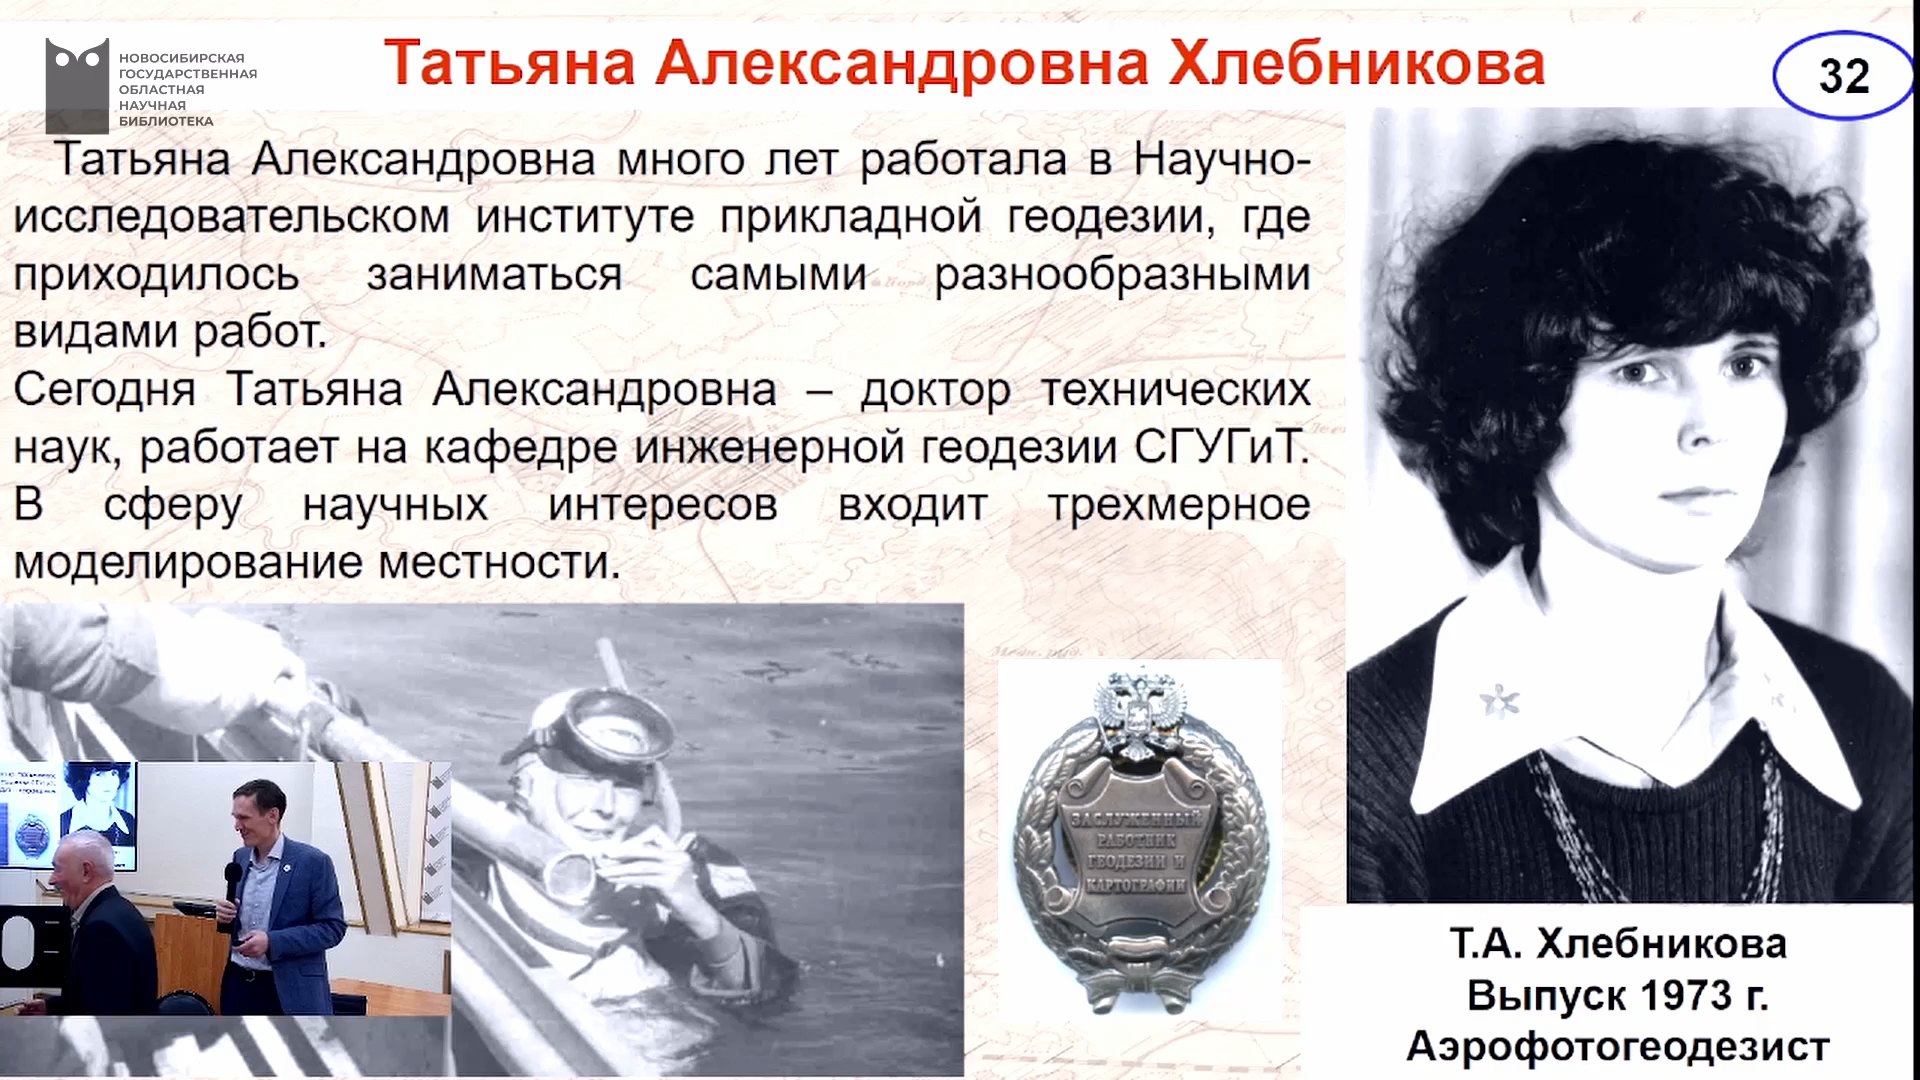 НОВОСИБИРСКАЯ
ГОСУДАРСТВЕННАЯ
ОБЛАСТНАЯ
НАУЧНАЯ
БИБЛИОТЕКА
Татьяна Александровна Хлебникова
32
Татьяна Александровна много лет работала в Научно-
исследовательском институте прикладной геодезии, где
приходилось заниматься самыми разнообразными
видами работ.
Сегодня Татьяна Александровна – доктор технических
наук, работает на кафедре инженерной геодезии СГУГиТ.
В сферу научных интересов входит трехмерное
моделирование местности.
ЗАСЛУЖЕННЫЙ
РАБОТНИК
ГЕОДЕЗИИ И
КАРТОГРАФИИ
Т.А. Хлебникова
Выпуск 1973 г.
Аэрофотогеодезист